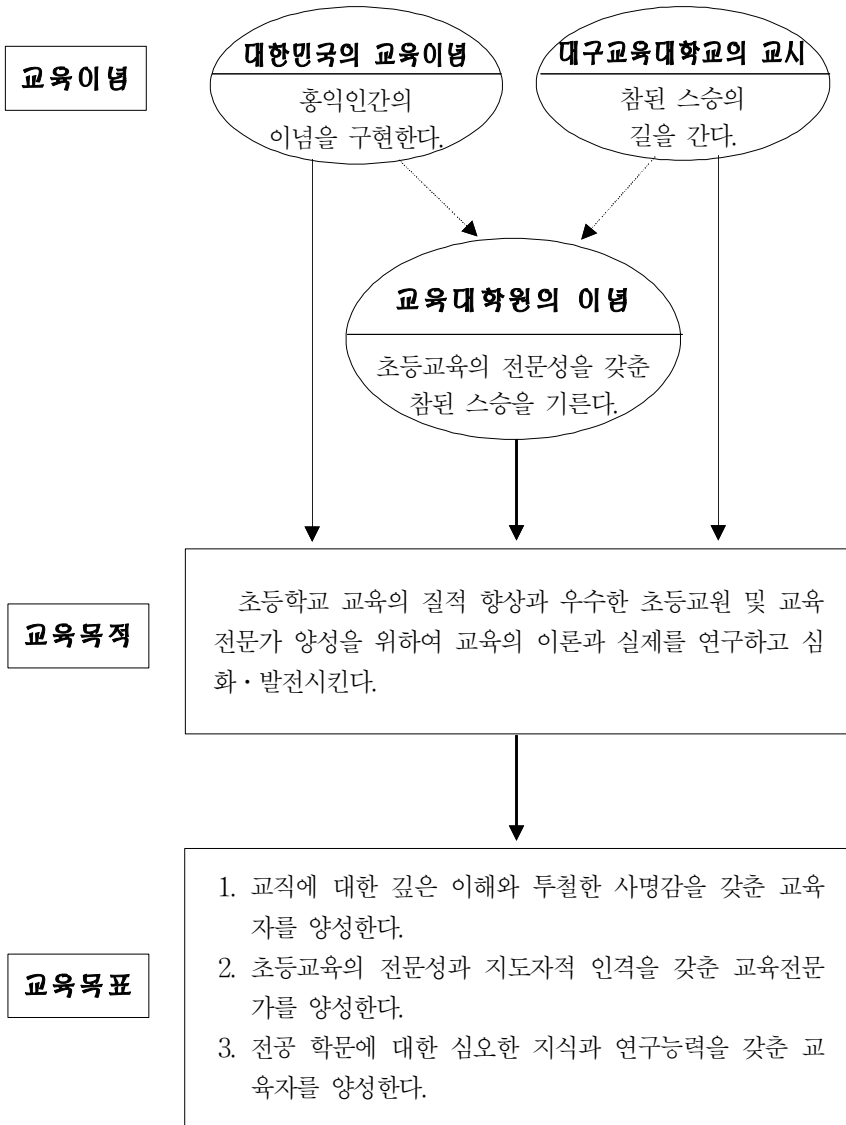 교육이념
대한민국의 교육이념
홍익인간의
이념을 구현한다.
대구교육대학교의 교시
참된 스승의
길을 간다.
교육대학원의 이념
초등교육의 전문성을 갖춘
참된 스승을 기른다.
교육목적
초등학교 교육의 질적 향상과 우수한 초등교원 및 교육
전문가 양성을 위하여 교육의 이론과 실제를 연구하고 심
화・발전시킨다.
교육목표
1. 교직에 대한 깊은 이해와 투철한 사명감을 갖춘 교육
자를 양성한다.
2. 초등교육의 전문성과 지도자적 인격을 갖춘 교육전문
가를 양성한다.
3. 전공 학문에 대한 심오한 지식과 연구능력을 갖춘 교
육자를 양성한다.